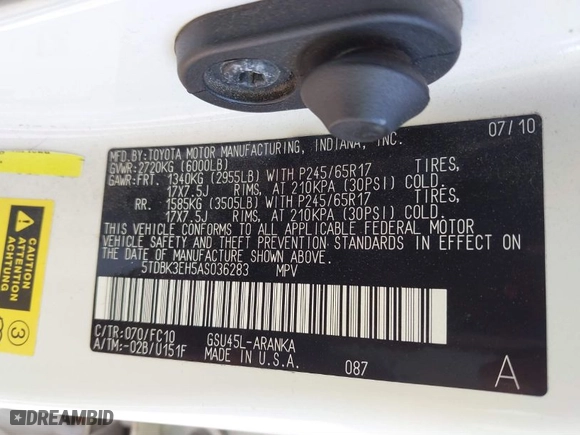 07/10
MFD.BY: TOYOTA MOTOR MANUFACTURING, INDIANA, INC.
GVWR: 2720KG (6000LB)
GAWR: FRT. 1340KG (2955LB) WITH P245/65R17 TIRES,
17X7.5J RIMS, AT 210KPA (30PSI) COLD.
RR. 1585KG (3505LB) WITH P245/65R17 TIRES,
17X7.5J RIMS, AT 210KPA (30PSI) COLD.
THIS VEHICLE CONFORMS TO ALL APPLICABLE FEDERAL MOTOR
VEHICLE SAFETY AND THEFT PREVENTION STANDARDS IN EFFECT ON
THE DATE OF MANUFACTURE SHOWN ABOVE.
5TDBK3EH5AS036283 MPV
C/TR: 070/FC10 GSU45L-ARANKA
A/TM: -02B/U151F MADE IN U.S.A. 087 A
CAUTION
ATTENTION
ACHTUNG
3
DREAMBID